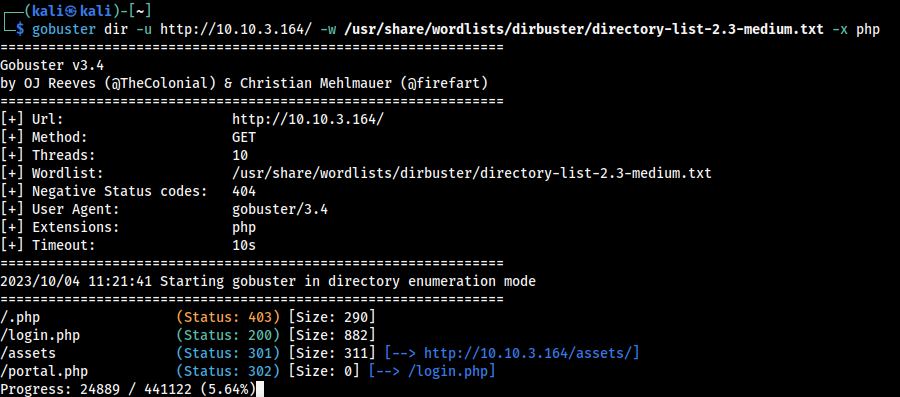 ┌──(kali㉿kali)-[~]
└─$ gobuster dir -u http://10.10.3.164/ -w /usr/share/wordlists/dirbuster/directory-list-2.3-medium.txt -x php
===============================================================
Gobuster v3.4
by OJ Reeves (@TheColonial) & Christian Mehlmauer (@firefart)
===============================================================
[+] Url:                     http://10.10.3.164/
[+] Method:                  GET
[+] Threads:                 10
[+] Wordlist:                /usr/share/wordlists/dirbuster/directory-list-2.3-medium.txt
[+] Negative Status codes:   404
[+] User Agent:              gobuster/3.4
[+] Extensions:              php
[+] Timeout:                 10s
===============================================================
2023/10/04 11:21:41 Starting gobuster in directory enumeration mode
===============================================================
/.php                 (Status: 403) [Size: 290]
/login.php            (Status: 200) [Size: 882]
/assets               (Status: 301) [Size: 311] [--> http://10.10.3.164/assets/]
/portal.php           (Status: 302) [Size: 0] [--> /login.php]
Progress: 24889 / 441122 (5.64%)